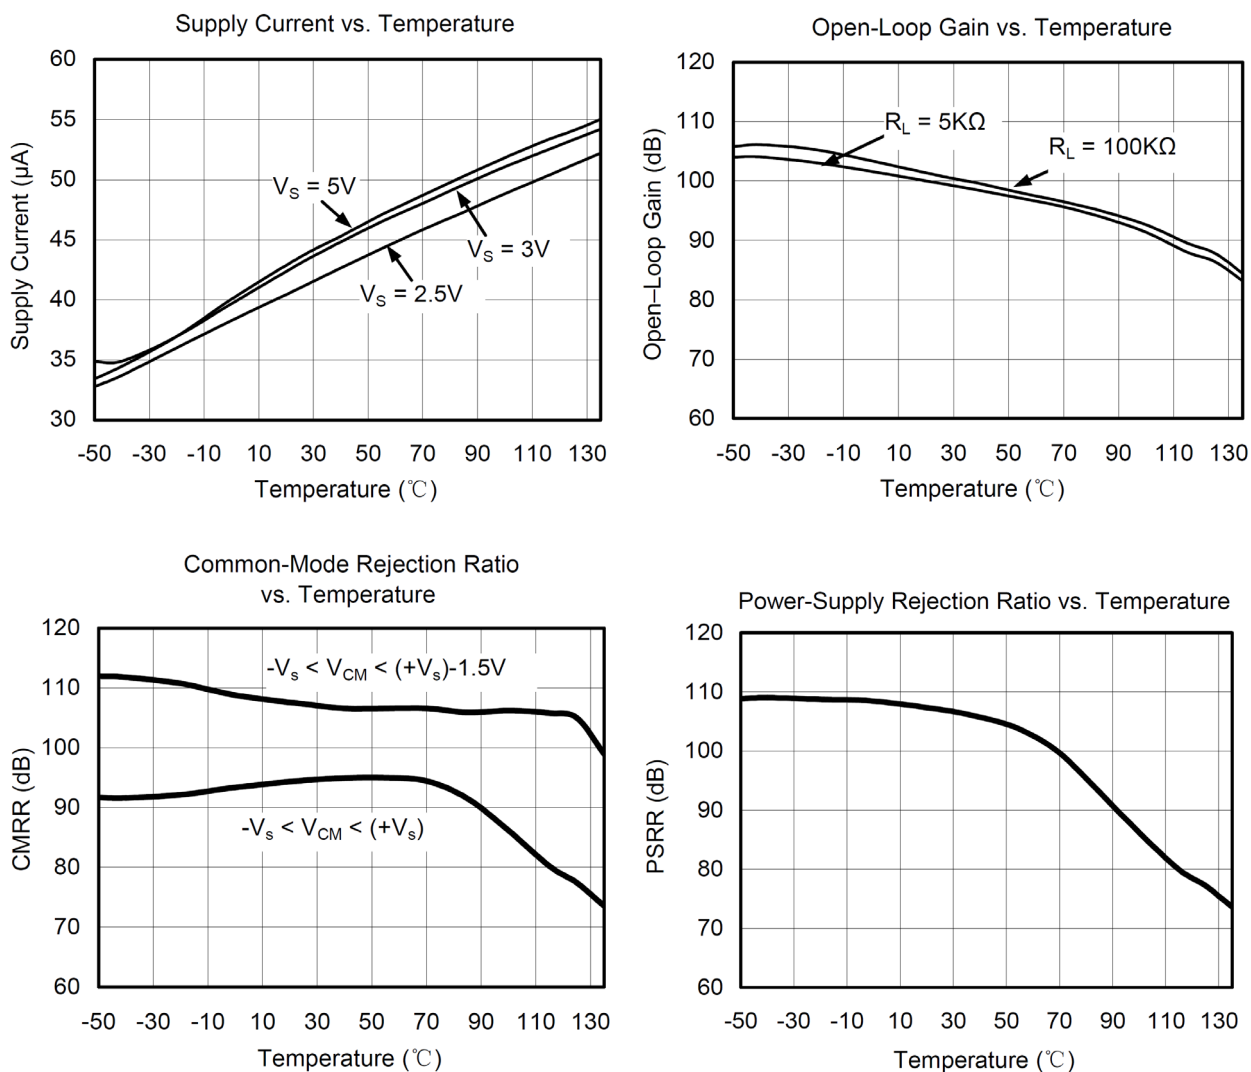 Supply Current vs. Temperature
Supply Current (µA)
60
55
50
45
40
35
30
V_S = 5V
V_S = 3V
V_S = 2.5V
-50 -30 -10 10 30 50 70 90 110 130
Temperature (℃)
Open-Loop Gain vs. Temperature
Open–Loop Gain (dB)
120
110
100
90
80
70
60
R_L = 5KΩ
R_L = 100KΩ
-50 -30 -10 10 30 50 70 90 110 130
Temperature (℃)
Common-Mode Rejection Ratio
vs. Temperature
CMRR (dB)
120
110
100
90
80
70
60
-V_s < V_CM < (+V_s)-1.5V
-V_s < V_CM < (+V_s)
-50 -30 -10 10 30 50 70 90 110 130
Temperature (℃)
Power-Supply Rejection Ratio vs. Temperature
PSRR (dB)
120
110
100
90
80
70
60
-50 -30 -10 10 30 50 70 90 110 130
Temperature (℃)